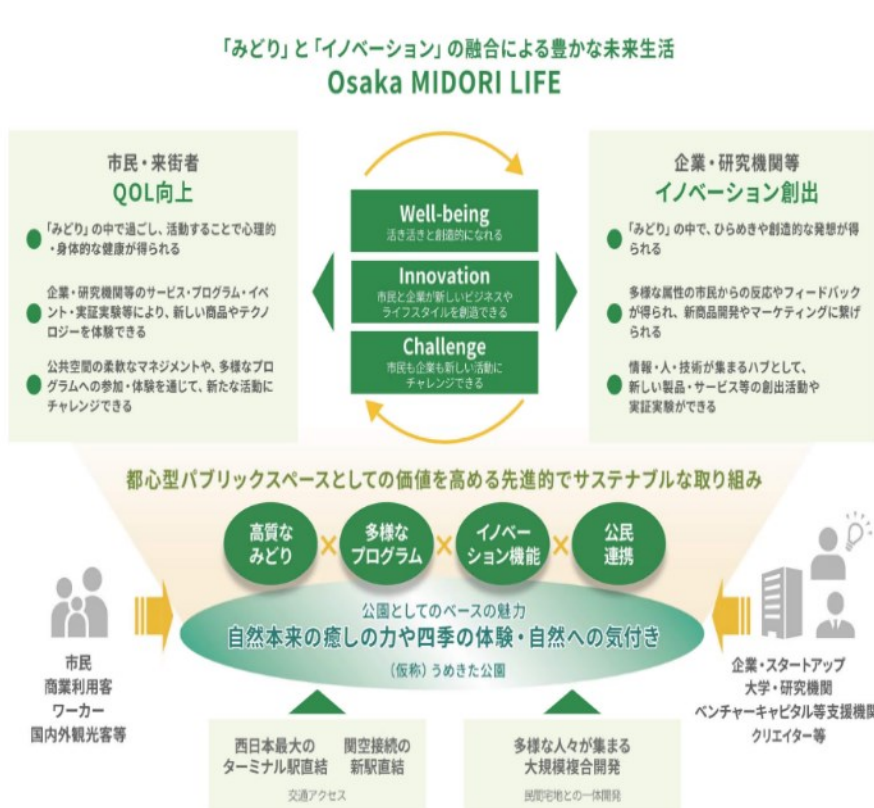 「みどり」と「イノベーション」の融合による豊かな未来生活
Osaka MIDORI LIFE
市民・来街者
QOL向上
「みどり」の中で過ごし、活動することで心理的
・身体的な健康が得られる
企業・研究機関等のサービス・プログラム・イベ
ント・実証実験等により、新しい商品やテクノ
ロジーを体験できる
公共空間の柔軟なマネジメントや、多様なプロ
グラムへの参加・体験を通じて、新たな活動に
チャレンジできる
Well-being
活き活きと創造的になれる
Innovation
市民と企業が新しいビジネスや
ライフスタイルを創造できる
Challenge
市民も企業も新しい活動に
チャレンジできる
企業・研究機関等
イノベーション創出
「みどり」の中で、ひらめきや創造的な発想が得
られる
多様な属性の市民からの反応やフィードバック
が得られ、新商品開発やマーケティングに繋げ
られる
情報・人・技術が集まるハブとして、
新しい製品・サービス等の創出活動や
実証実験ができる
都心型パブリックスペースとしての価値を高める先進的でサステナブルな取り組み
高質な
みどり
×
多様な
プログラム
×
イノベー
ション機能
×
公民
連携
公園としてのベースの魅力
自然本来の癒しの力や四季の体験・自然への気付き
(仮称)うめきた公園
市民
商業利用客
ワーカー
国内外観光客等
企業・スタートアップ
大学・研究機関
ベンチャーキャピタル等支援機関
クリエイター等
西日本最大の
ターミナル駅直結
関空接続の
新駅直結
交通アクセス
多様な人々が集まる
大規模複合開発
民間宅地との一体開発